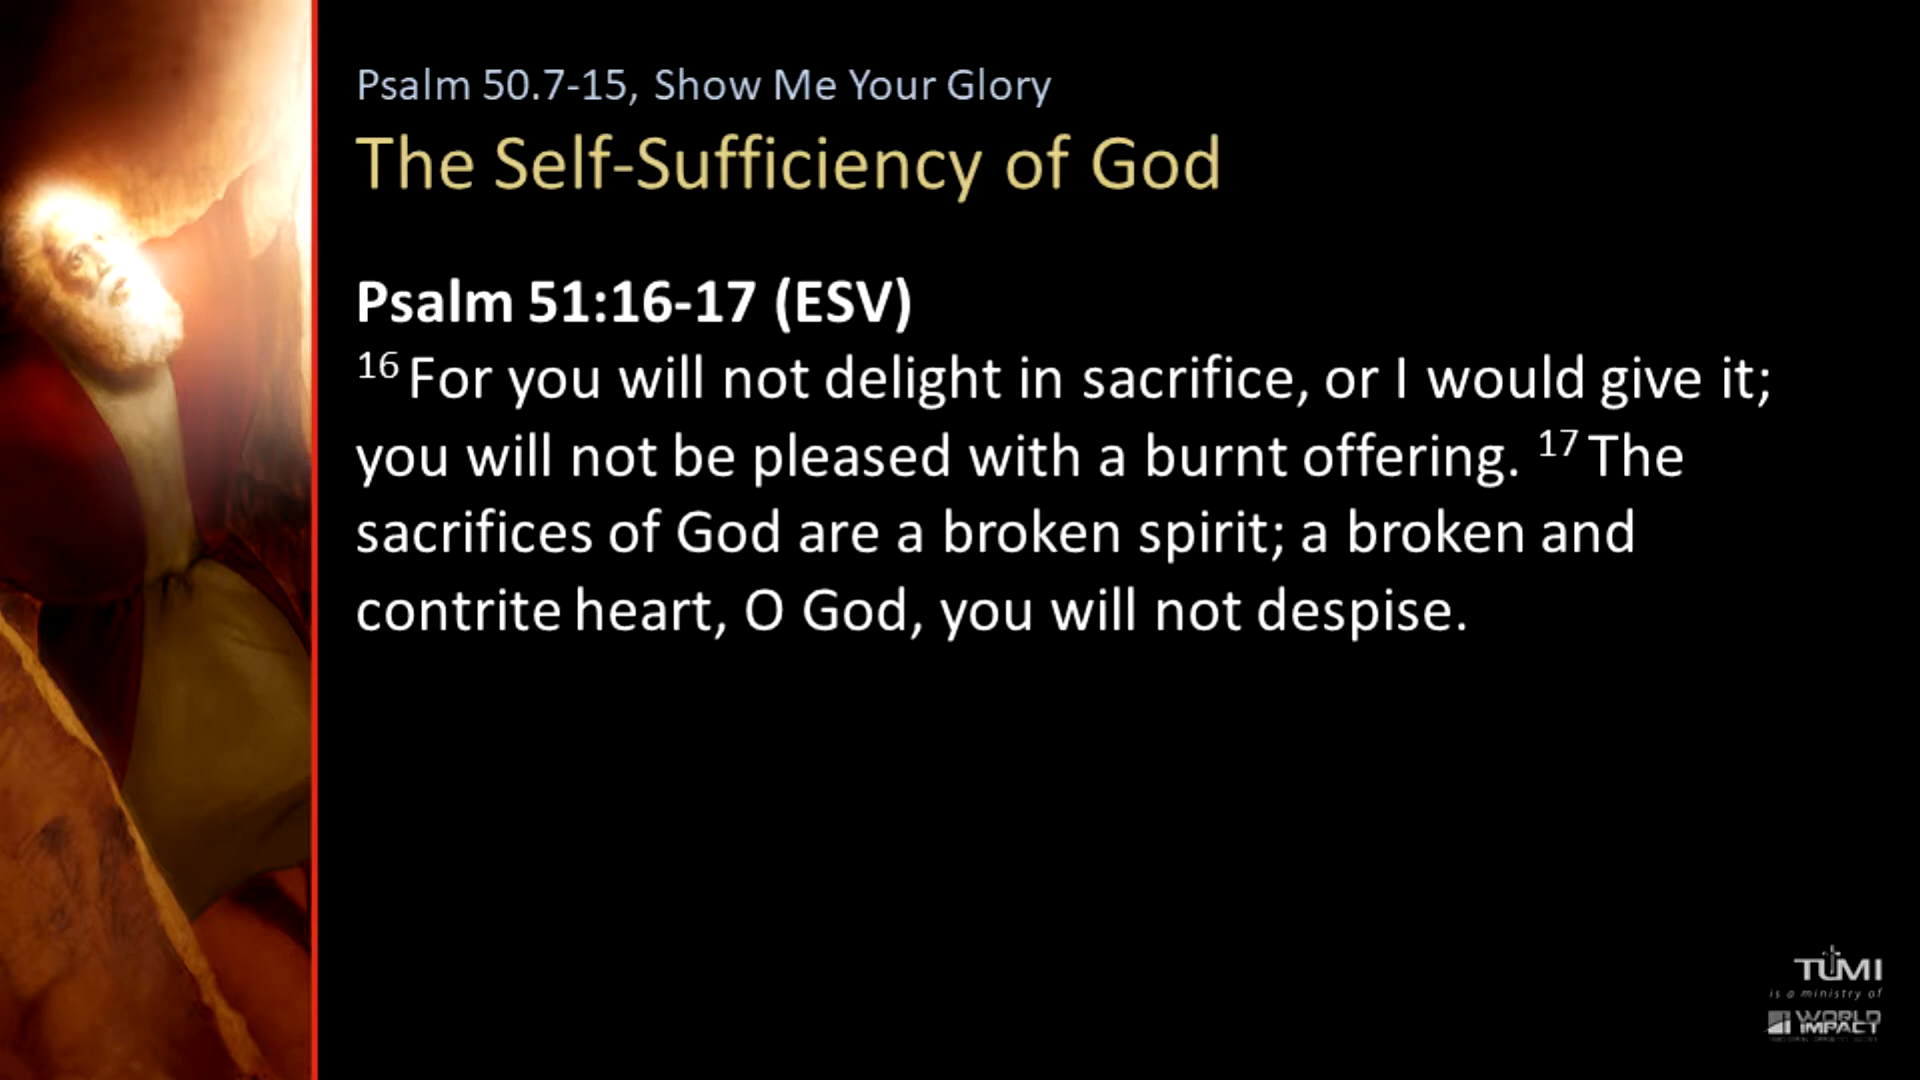 Psalm 50.7-15, Show Me Your Glory
The Self-Sufficiency of God
Psalm 51:16-17 (ESV)
16 For you will not delight in sacrifice, or I would give it;
you will not be pleased with a burnt offering. 17 The
sacrifices of God are a broken spirit; a broken and
contrite heart, O God, you will not despise.
TUMI
is a ministry of
WORLD
IMPACT